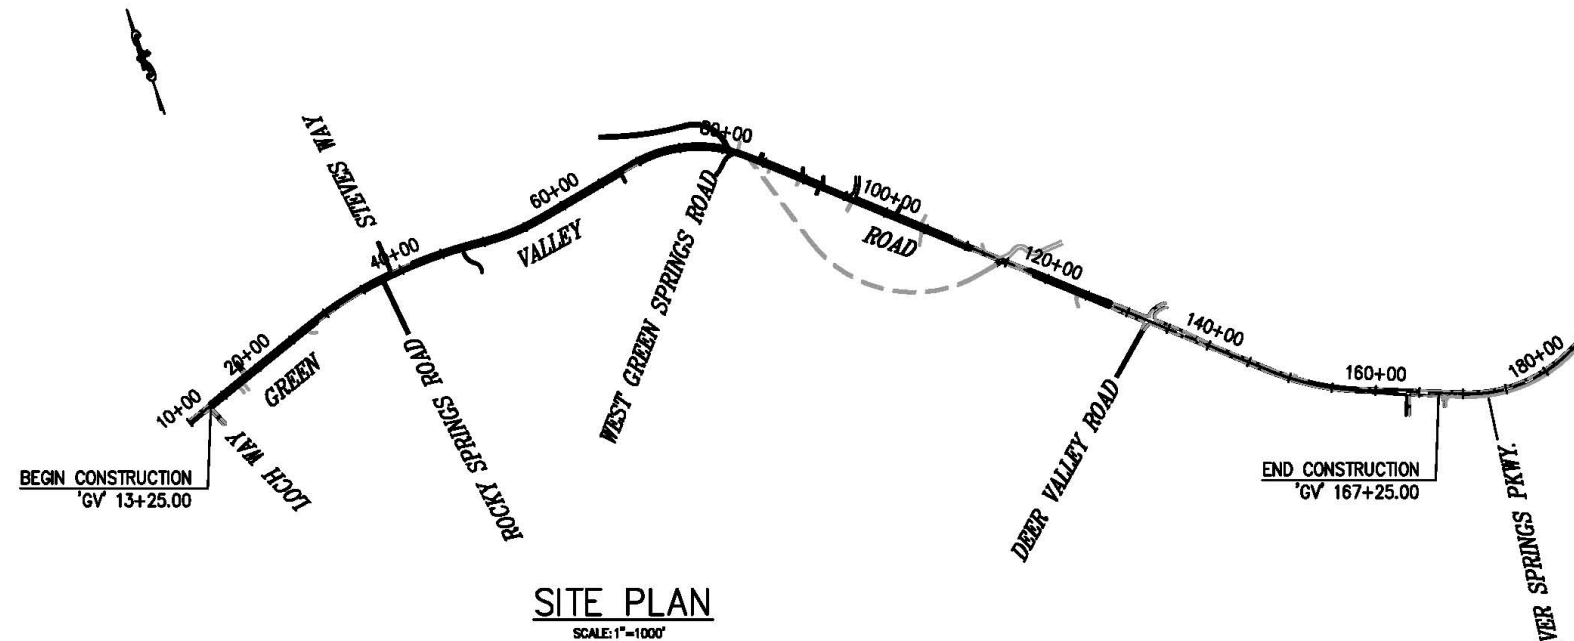 STEVES WAY
80+00
60+00
100+00
40+00
VALLEY
ROAD
120+00
20+00
GREEN
140+00
10+00
160+00
180+00
WEST GREEN SPRINGS ROAD
ROCKY SPRINGS ROAD
LOCH WAY
DEER VALLEY ROAD
BEGIN CONSTRUCTION
'GV' 13+25.00
END CONSTRUCTION
'GV' 167+25.00
VER SPRINGS PKWY.
SITE PLAN
SCALE: 1"=1000'